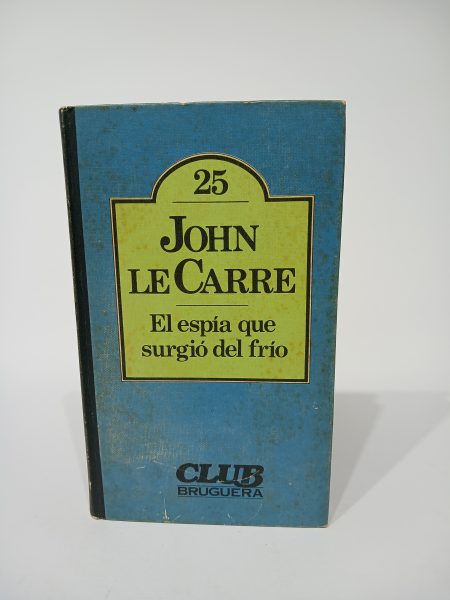 25
JOHN
LE CARRE
El espía que
surgió del frío
CLUB
BRUGUERA